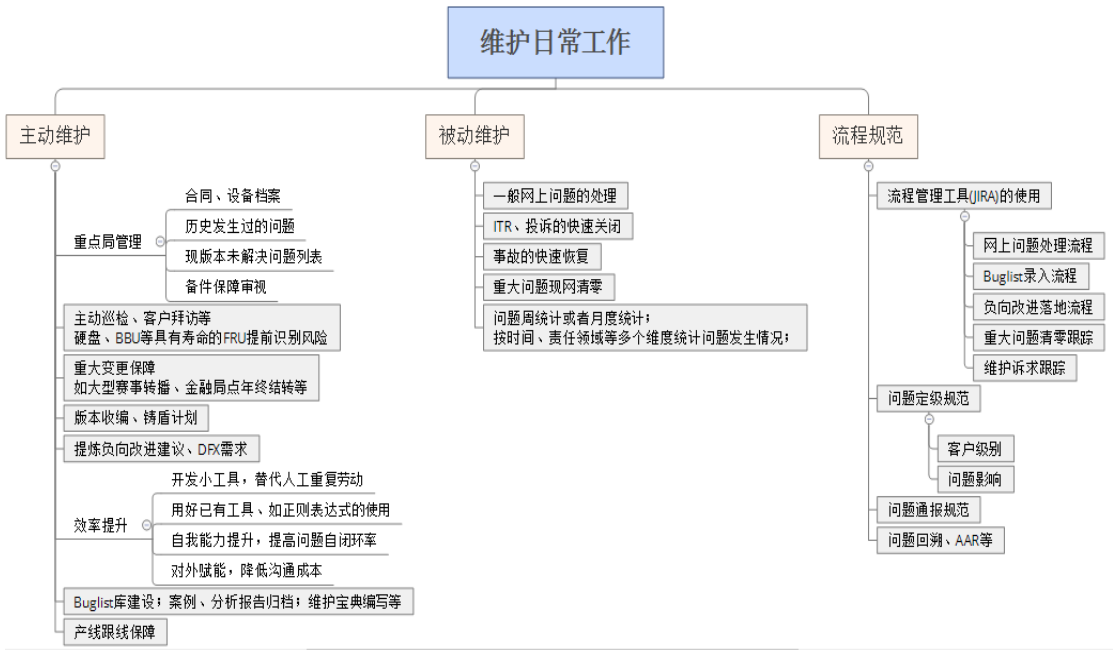 维护日常工作
主动维护
重点局管理
合同、设备档案
历史发生过的问题
现版本未解决问题列表
备件保障审视
主动巡检、客户拜访等
硬盘、BBU等具有寿命的FRU提前识别风险
重大变更保障
如大型赛事转播、金融局点年终结转等
版本收编、铸盾计划
提炼负向改进建议、DFX需求
效率提升
开发小工具，替代人工重复劳动
用好已有工具、如正则表达式的使用
自我能力提升，提高问题自闭环率
对外赋能，降低沟通成本
Buglist库建设；案例、分析报告归档；维护宝典编写等
产线跟线保障
被动维护
一般网上问题的处理
ITR、投诉的快速关闭
事故的快速恢复
重大问题现网清零
问题周统计或者月度统计；
按时间、责任领域等多个维度统计问题发生情况；
流程规范
流程管理工具(JIRA)的使用
网上问题处理流程
Buglist录入流程
负向改进落地流程
重大问题清零跟踪
维护诉求跟踪
问题定级规范
客户级别
问题影响
问题通报规范
问题回溯、AAR等